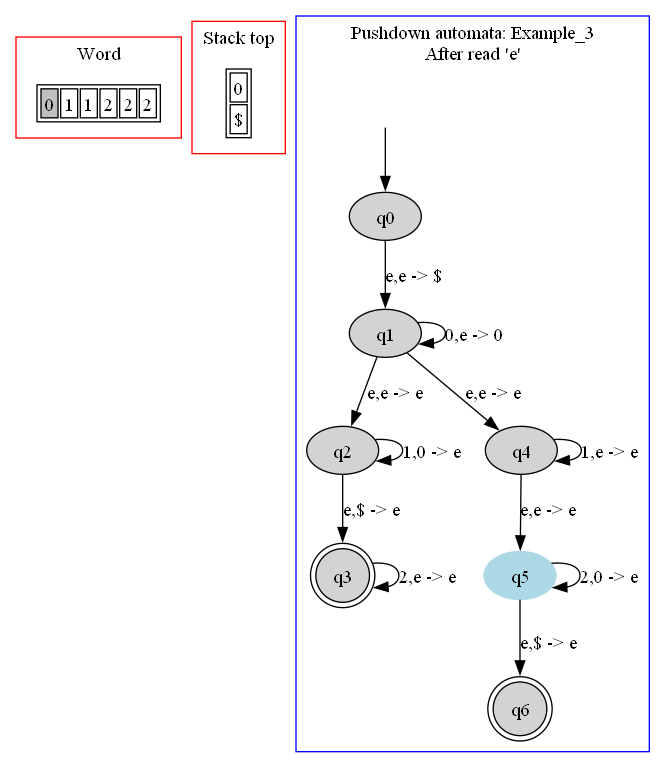 Word
0 1 1 2 2 2
Stack top
0
$
Pushdown automata: Example_3
After read 'e'
q0
e,e -> $
q1
0,e -> 0
e,e -> e
e,e -> e
q2
1,0 -> e
q4
1,e -> e
e,$ -> e
e,e -> e
q3
2,e -> e
q5
2,0 -> e
e,$ -> e
q6